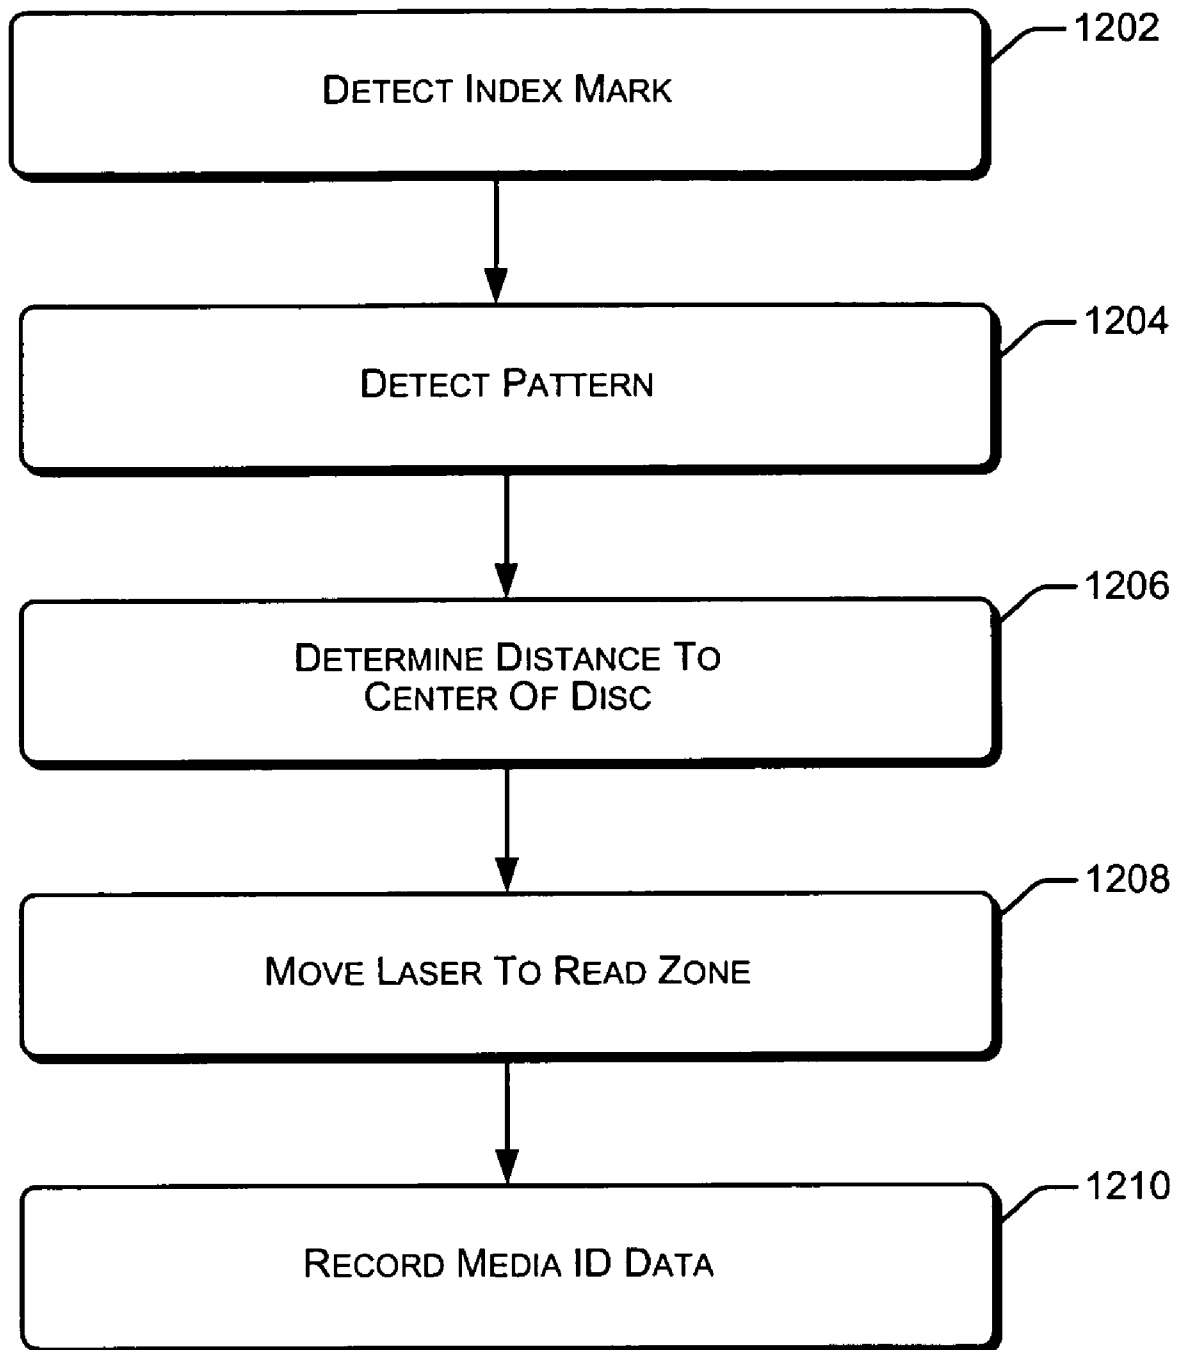 1202
DETECT INDEX MARK
1204
DETECT PATTERN
1206
DETERMINE DISTANCE TO
CENTER OF DISC
1208
MOVE LASER TO READ ZONE
1210
RECORD MEDIA ID DATA